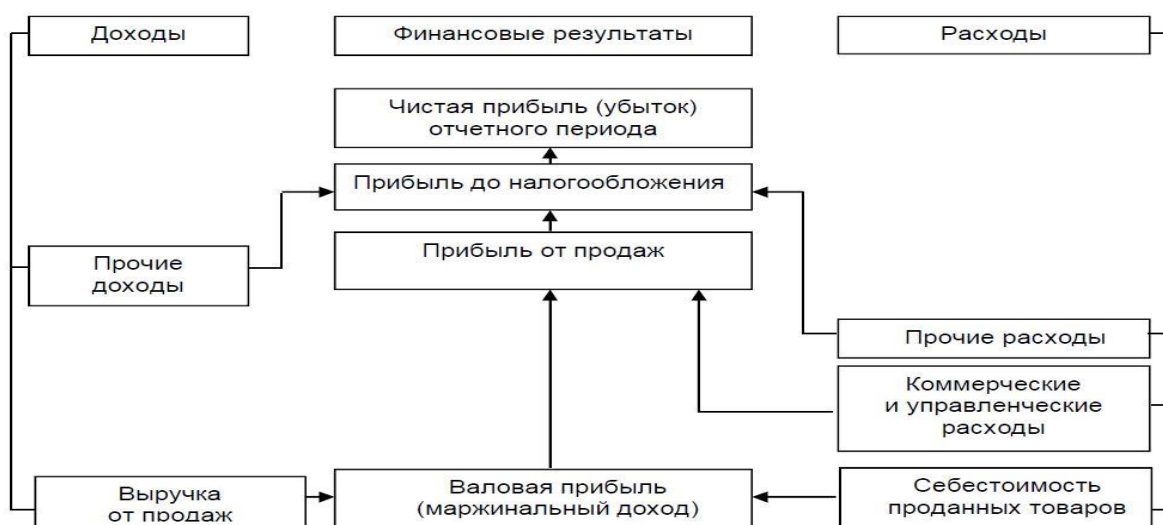 Доходы
Финансовые результаты
Расходы
Чистая прибыль (убыток)
отчетного периода
Прибыль до налогообложения
Прибыль от продаж
Прочие
доходы
Прочие расходы
Коммерческие
и управленческие
расходы
Выручка
от продаж
Валовая прибыль
(маржинальный доход)
Себестоимость
проданных товаров